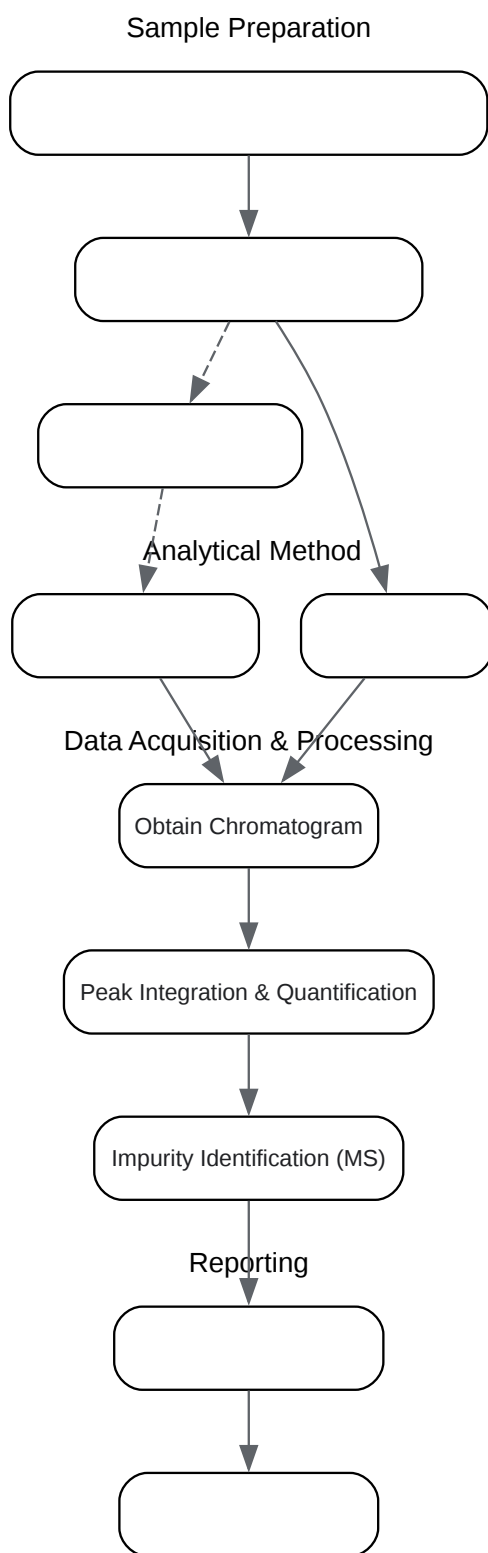 Sample Preparation
Analytical Method
Data Acquisition & Processing
Obtain Chromatogram
Peak Integration & Quantification
Impurity Identification (MS)
Reporting